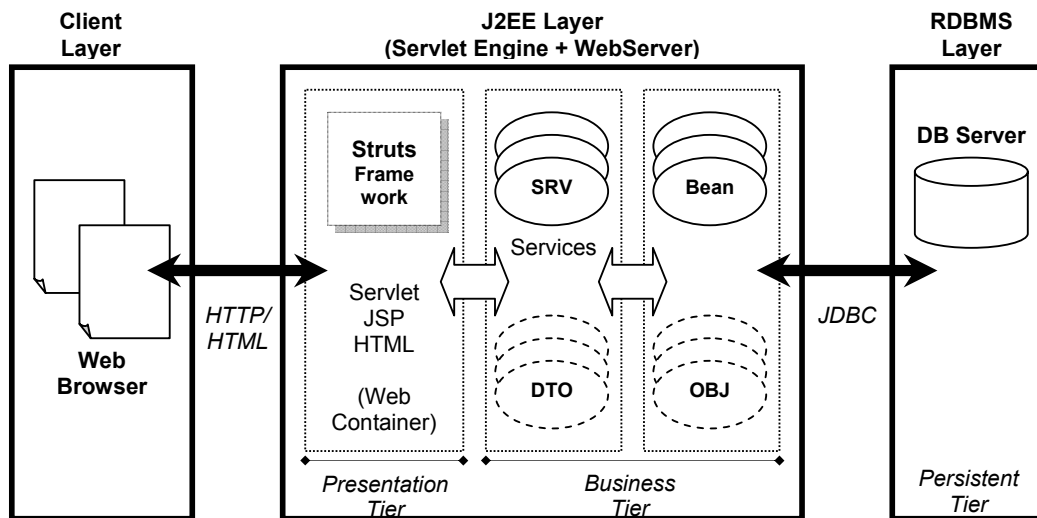 Client
Layer
J2EE Layer
(Servlet Engine + WebServer)
RDBMS
Layer
Struts
Frame
work
SRV
Bean
DB Server
Services
HTTP/
HTML
Servlet
JSP
HTML
JDBC
Web
Browser
(Web
Container)
DTO
OBJ
Presentation
Tier
Business
Tier
Persistent
Tier